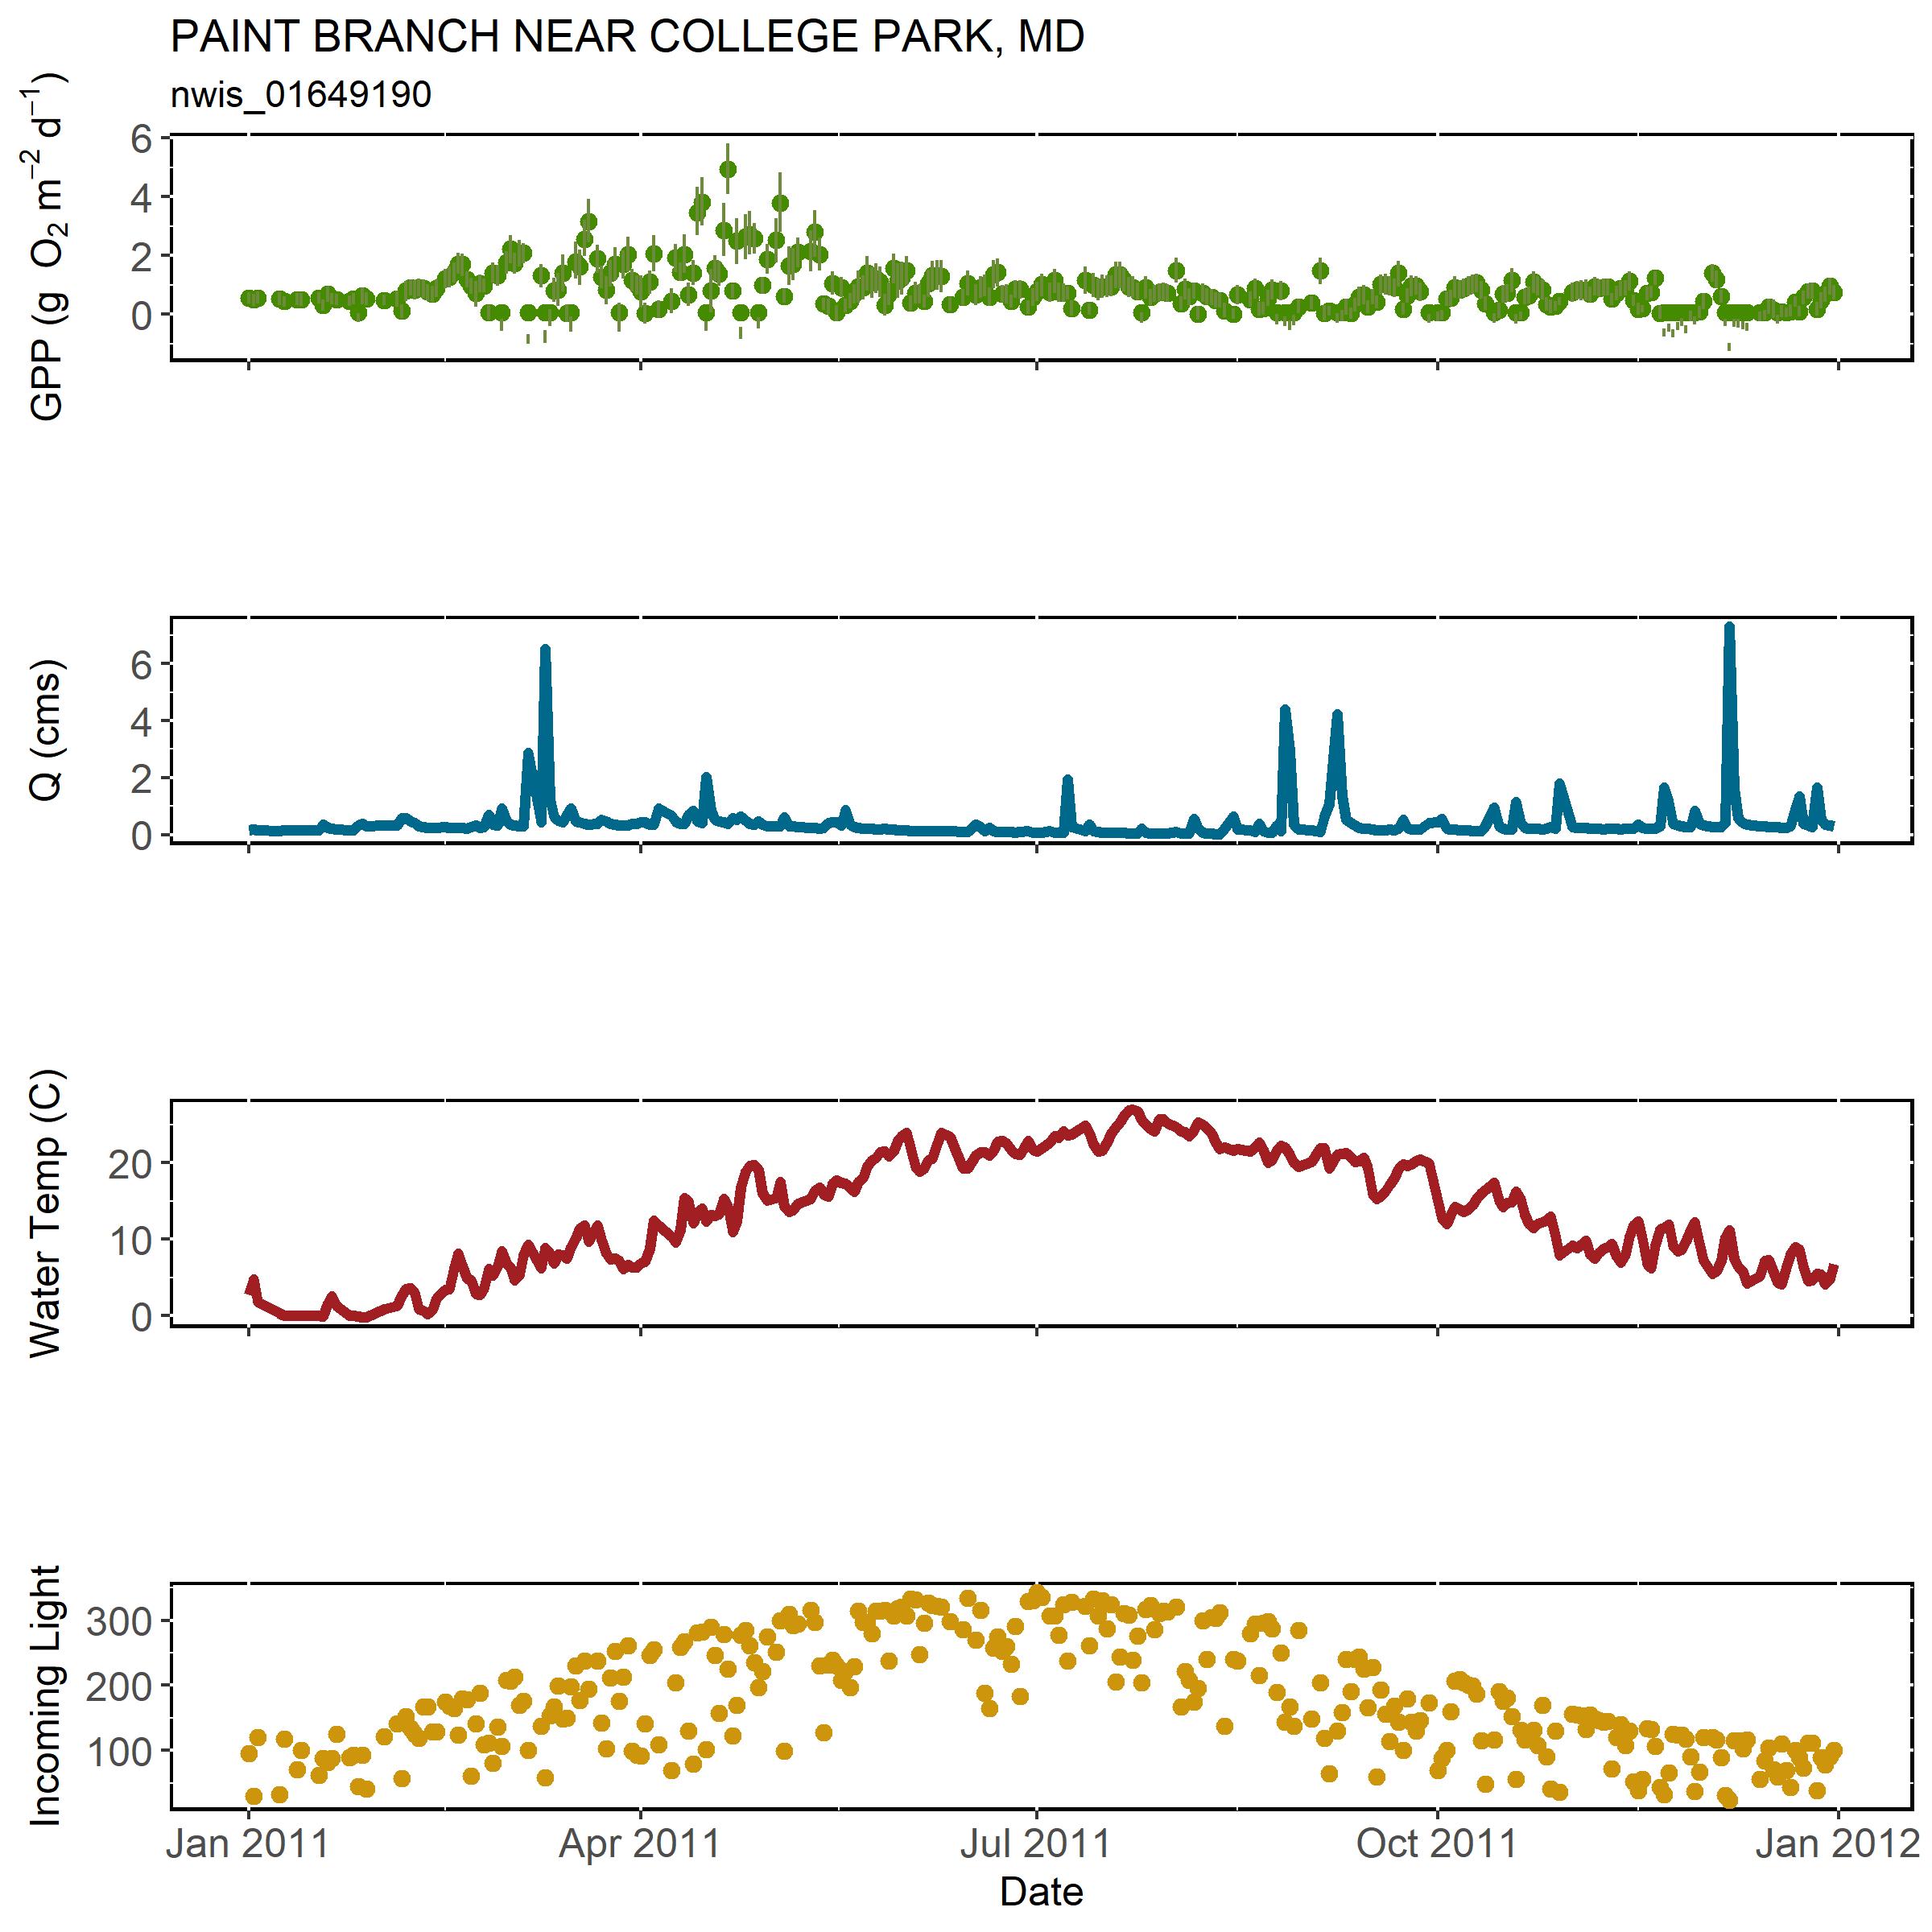 PAINT BRANCH NEAR COLLEGE PARK, MD
nwis_01649190
GPP (g O₂ m⁻² d⁻¹)
6
4
2
0
Q (cms)
6
4
2
0
Water Temp (C)
20
10
0
Incoming Light
300
200
100
Jan 2011 Apr 2011 Jul 2011 Oct 2011 Jan 2012
Date